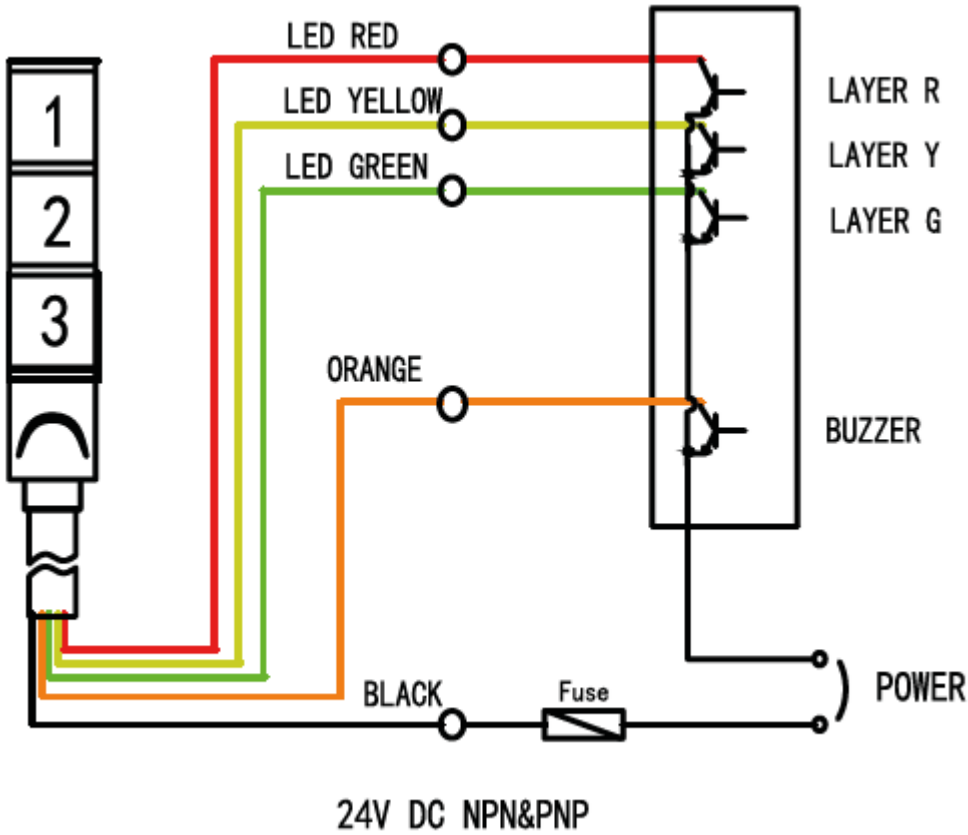 LED RED
1
LED YELLOW
LAYER R
LED GREEN
LAYER Y
2
LAYER G
3
ORANGE
BUZZER
BLACK
Fuse
POWER
24V DC NPN&PNP